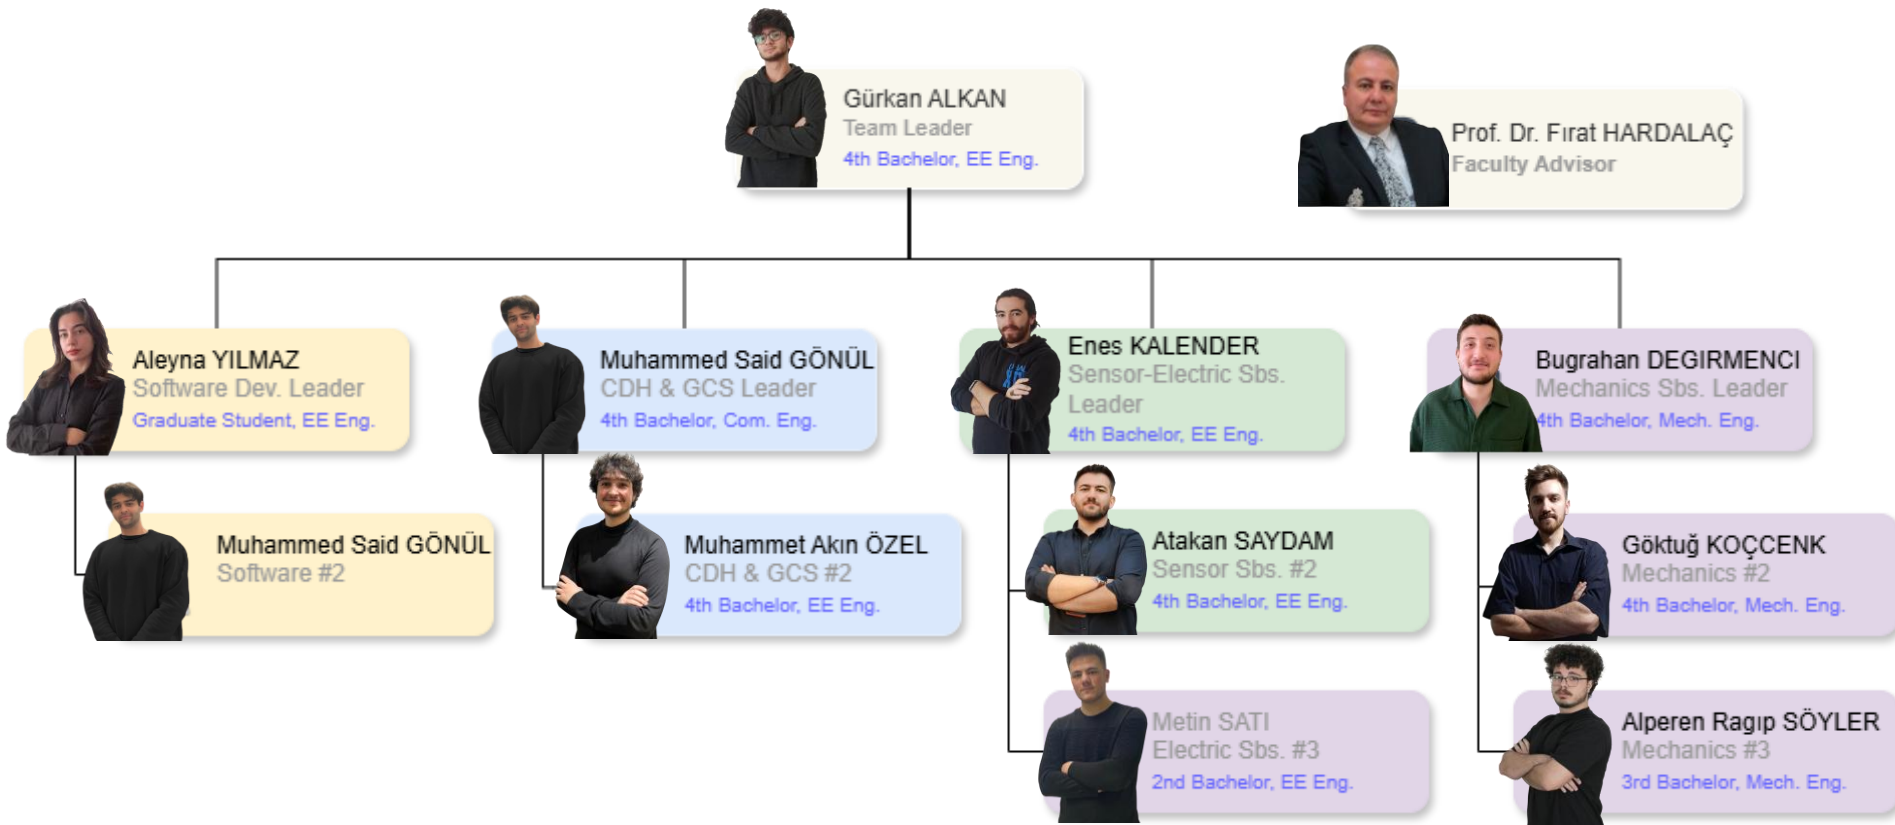 Gürkan ALKAN
Team Leader
4th Bachelor, EE Eng.
Prof. Dr. Fırat HARDALAÇ
Faculty Advisor
Aleyna YILMAZ
Software Dev. Leader
Graduate Student, EE Eng.
Muhammed Said GÖNÜL
CDH & GCS Leader
4th Bachelor, Com. Eng.
Enes KALENDER
Sensor-Electric Sbs.
Leader
4th Bachelor, EE Eng.
Bugrahan DEGIRMENCI
Mechanics Sbs. Leader
4th Bachelor, Mech. Eng.
Muhammed Said GÖNÜL
Software #2
Muhammet Akın ÖZEL
CDH & GCS #2
4th Bachelor, EE Eng.
Atakan SAYDAM
Sensor Sbs. #2
4th Bachelor, EE Eng.
Göktuğ KOÇCENK
Mechanics #2
4th Bachelor, Mech. Eng.
Metin SATI
Electric Sbs. #3
2nd Bachelor, EE Eng.
Alperen Ragıp SÖYLER
Mechanics #3
3rd Bachelor, Mech. Eng.